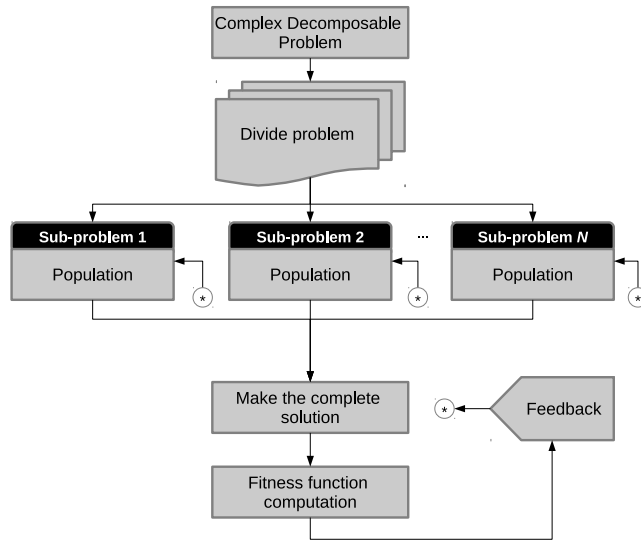 Complex Decomposable
Problem
Divide problem
Sub-problem 1
Sub-problem 2
...
Sub-problem N
Population
*
Population
*
Population
*
Make the complete
solution
*
Feedback
Fitness function
computation